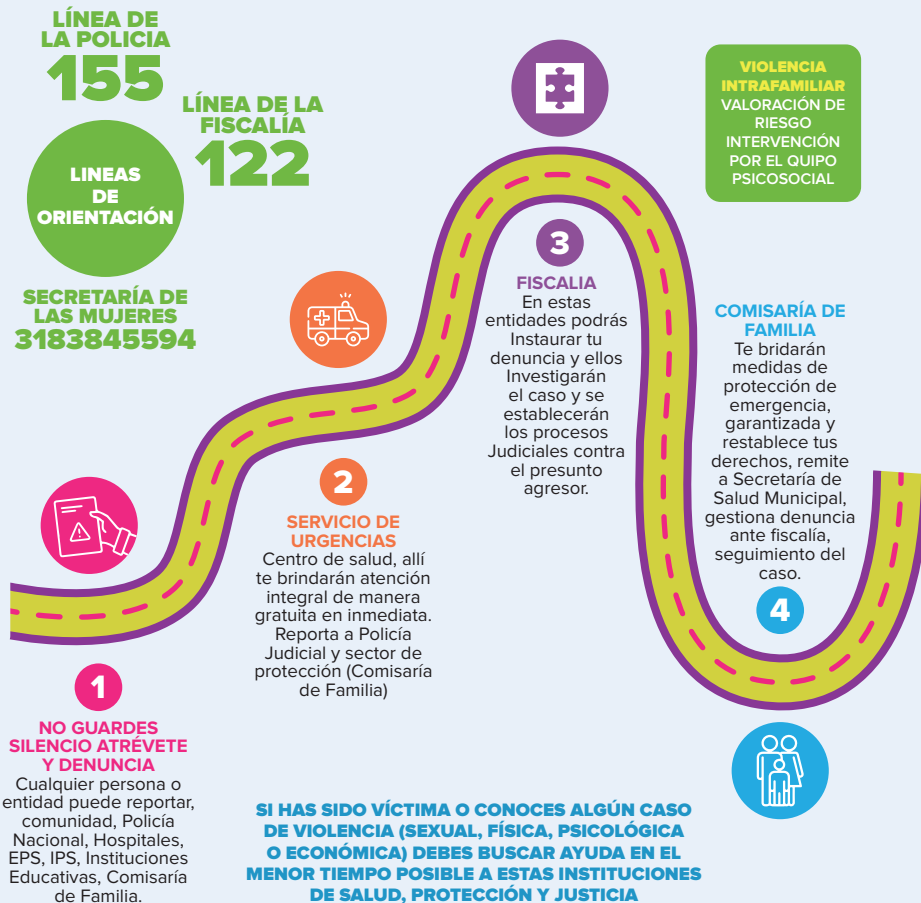 LÍNEA DE
LA POLICIA
155
LÍNEA DE LA
FISCALÍA
122
LINEAS
DE
ORIENTACIÓN
SECRETARÍA DE
LAS MUJERES
3183845594
1
NO GUARDES
SILENCIO ATRÉVETE
Y DENUNCIA
Cualquier persona o
entidad puede reportar,
comunidad, Policía
Nacional, Hospitales,
EPS, IPS, Instituciones
Educativas, Comisaría
de Familia.
2
SERVICIO DE
URGENCIAS
Centro de salud, allí
te brindarán atención
integral de manera
gratuita en inmediata.
Reporta a Policía
Judicial y sector de
protección (Comisaría
de Familia)
3
FISCALIA
En estas
entidades podrás
Instaurar tu
denuncia y ellos
Investigarán
el caso y se
establecerán
los procesos
Judiciales contra
el presunto
agresor.
VIOLENCIA
INTRAFAMILIAR
VALORACIÓN DE
RIESGO
INTERVENCIÓN
POR EL QUIPO
PSICOSOCIAL
COMISARÍA DE
FAMILIA
Te bridarán
medidas de
protección de
emergencia,
garantizada y
restablece tus
derechos, remite
a Secretaría de
Salud Municipal,
gestiona denuncia
ante fiscalía,
seguimiento del
caso.
4
SI HAS SIDO VÍCTIMA O CONOCES ALGÚN CASO
DE VIOLENCIA (SEXUAL, FÍSICA, PSICOLÓGICA
O ECONÓMICA) DEBES BUSCAR AYUDA EN EL
MENOR TIEMPO POSIBLE A ESTAS INSTITUCIONES
DE SALUD, PROTECCIÓN Y JUSTICIA